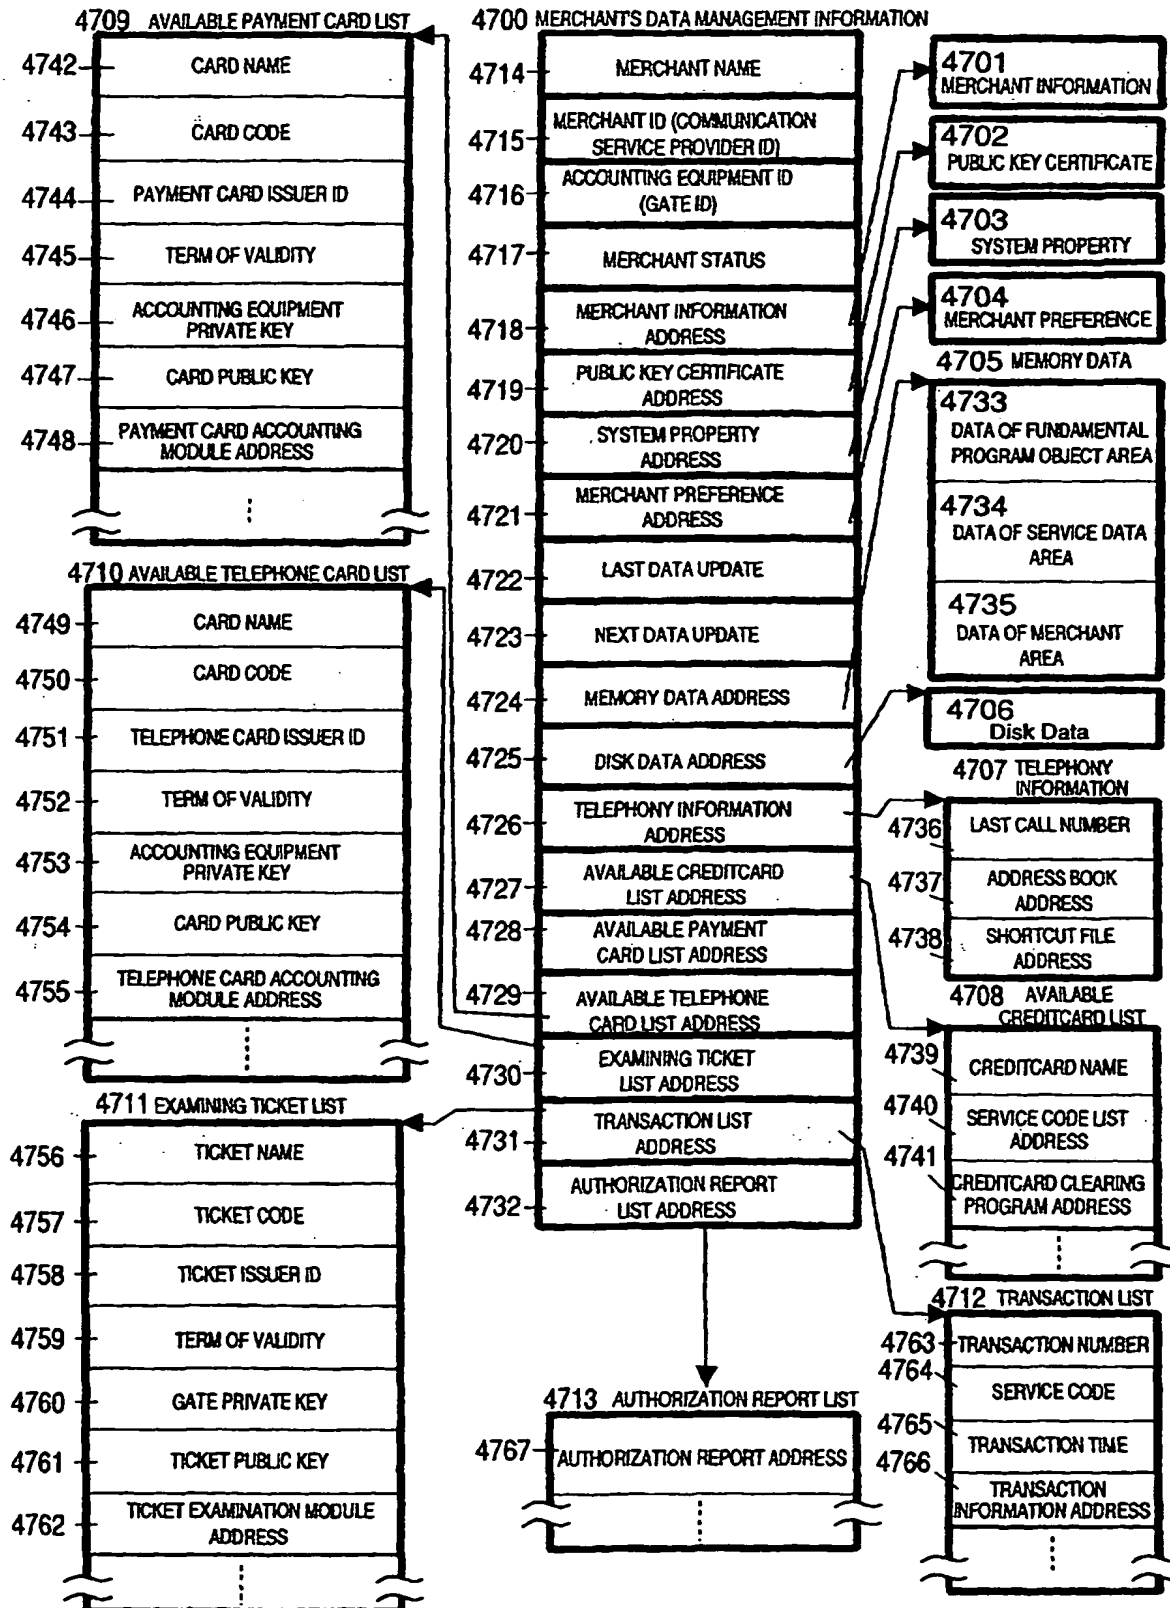 4709 AVAILABLE PAYMENT CARD LIST
4742 CARD NAME
4743 CARD CODE
4744 PAYMENT CARD ISSUER ID
4745 TERM OF VALIDITY
4746 ACCOUNTING EQUIPMENT
PRIVATE KEY
4747 CARD PUBLIC KEY
4748 PAYMENT CARD ACCOUNTING
MODULE ADDRESS
4710 AVAILABLE TELEPHONE CARD LIST
4749 CARD NAME
4750 CARD CODE
4751 TELEPHONE CARD ISSUER ID
4752 TERM OF VALIDITY
4753 ACCOUNTING EQUIPMENT
PRIVATE KEY
4754 CARD PUBLIC KEY
4755 TELEPHONE CARD ACCOUNTING
MODULE ADDRESS
4711 EXAMINING TICKET LIST
4756 TICKET NAME
4757 TICKET CODE
4758 TICKET ISSUER ID
4759 TERM OF VALIDITY
4760 GATE PRIVATE KEY
4761 TICKET PUBLIC KEY
4762 TICKET EXAMINATION MODULE
ADDRESS
4700 MERCHANT'S DATA MANAGEMENT INFORMATION
4714 MERCHANT NAME
4715 MERCHANT ID (COMMUNICATION
SERVICE PROVIDER ID)
4716 ACCOUNTING EQUIPMENT ID
(GATE ID)
4717 MERCHANT STATUS
4718 MERCHANT INFORMATION
ADDRESS
4719 PUBLIC KEY CERTIFICATE
ADDRESS
4720 SYSTEM PROPERTY
ADDRESS
4721 MERCHANT PREFERENCE
ADDRESS
4722 LAST DATA UPDATE
4723 NEXT DATA UPDATE
4724 MEMORY DATA ADDRESS
4725 DISK DATA ADDRESS
4726 TELEPHONY INFORMATION
ADDRESS
4727 AVAILABLE CREDITCARD
LIST ADDRESS
4728 AVAILABLE PAYMENT
CARD LIST ADDRESS
4729 AVAILABLE TELEPHONE
CARD LIST ADDRESS
4730 EXAMINING TICKET
LIST ADDRESS
4731 TRANSACTION LIST
ADDRESS
4732 AUTHORIZATION REPORT
LIST ADDRESS
4713 AUTHORIZATION REPORT LIST
4767 AUTHORIZATION REPORT ADDRESS
4701
MERCHANT INFORMATION
4702
PUBLIC KEY CERTIFICATE
4703
SYSTEM PROPERTY
4704
MERCHANT PREFERENCE
4705 MEMORY DATA
4733
DATA OF FUNDAMENTAL
PROGRAM OBJECT AREA
4734
DATA OF SERVICE DATA
AREA
4735
DATA OF MERCHANT
AREA
4706
Disk Data
4707 TELEPHONY
INFORMATION
4736 LAST CALL NUMBER
4737 ADDRESS BOOK
ADDRESS
4738 SHORTCUT FILE
ADDRESS
4708 AVAILABLE
CREDITCARD LIST
4739 CREDITCARD NAME
4740 SERVICE CODE LIST
ADDRESS
4741 CREDITCARD CLEARING
PROGRAM ADDRESS
4712 TRANSACTION LIST
4763 TRANSACTION NUMBER
4764 SERVICE CODE
4765 TRANSACTION TIME
4766 TRANSACTION
INFORMATION ADDRESS